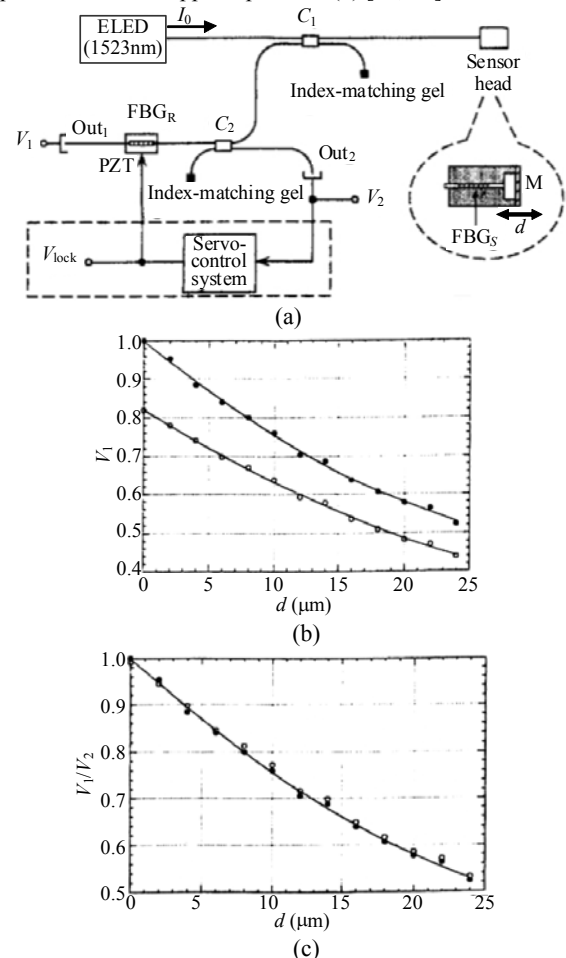 ELED
(1523nm)
I₀
C₁
Sensor
head
Index-matching gel
FBG_R
C₂
V₁
Out₁
Out₂
PZT
Index-matching gel
V₂
M
FBG_S
d
V_lock
Servo-
control
system
(a)
1.0
0.9
0.8
0.7
0.6
0.5
0.4
V₁
0
5
10
15
20
25
d (μm)
(b)
1.0
0.9
0.8
0.7
0.6
0.5
V₁/V₂
0
5
10
15
20
25
d (μm)
(c)